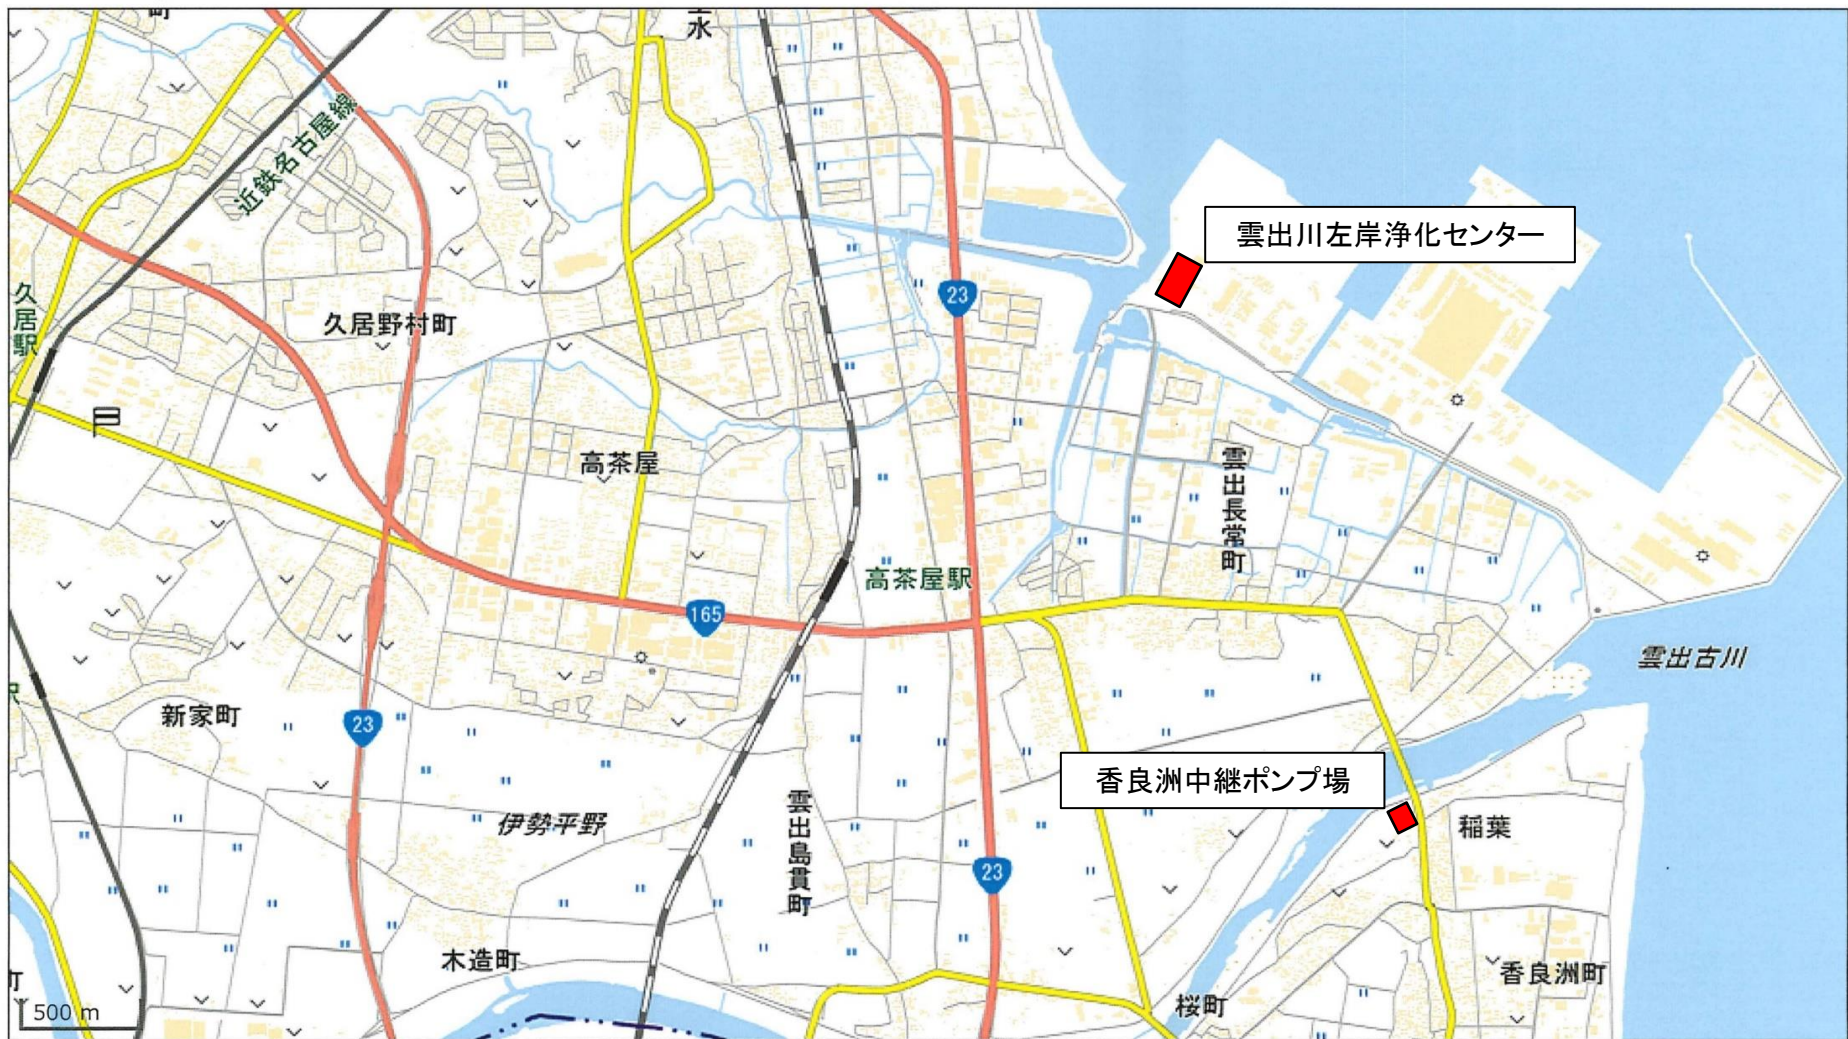 町
水
近鉄名古屋線
雲出川左岸浄化センター
23
久居駅
久居野村町
高茶屋
雲出長常町
高茶屋駅
165
雲出古川
新家町
23
香良洲中継ポンプ場
伊勢平野
雲出島貫町
稲葉
23
木造町
香良洲町
桜町
町
500 m